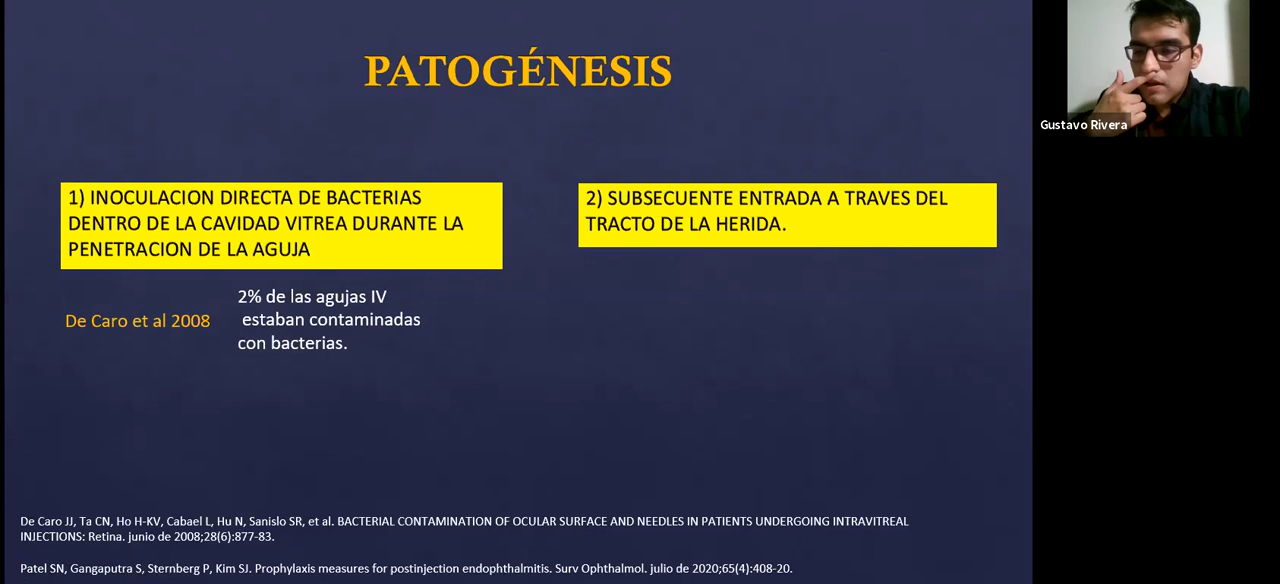 PATOGÉNESIS
1) INOCULACION DIRECTA DE BACTERIAS
DENTRO DE LA CAVIDAD VITREA DURANTE LA
PENETRACION DE LA AGUJA
2) SUBSECUENTE ENTRADA A TRAVES DEL
TRACTO DE LA HERIDA.
De Caro et al 2008
2% de las agujas IV
estaban contaminadas
con bacterias.
De Caro JJ, Ta CN, Ho H-KV, Cabael L, Hu N, Sanislo SR, et al. BACTERIAL CONTAMINATION OF OCULAR SURFACE AND NEEDLES IN PATIENTS UNDERGOING INTRAVITREAL
INJECTIONS: Retina. junio de 2008;28(6):877-83.
Patel SN, Gangaputra S, Sternberg P, Kim SJ. Prophylaxis measures for postinjection endophthalmitis. Surv Ophthalmol. julio de 2020;65(4):408-20.
Gustavo Rivera